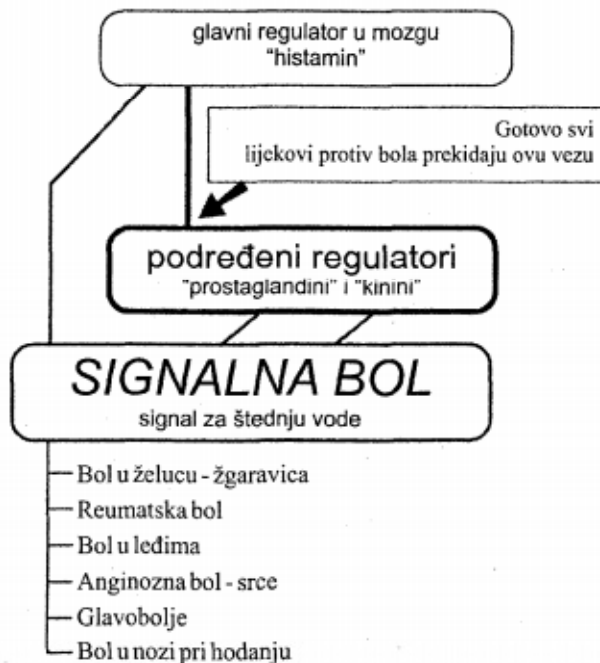 glavni regulator u mozgu
"histamin"
Gotovo svi
lijekovi protiv bola prekidaju ovu vezu
podređeni regulatori
"prostaglandini" i "kinini"
SIGNALNA BOL
signal za štednju vode
Bol u želucu - žgaravica
Reumatska bol
Bol u leđima
Anginozna bol - srce
Glavobolje
Bol u nozi pri hodanju